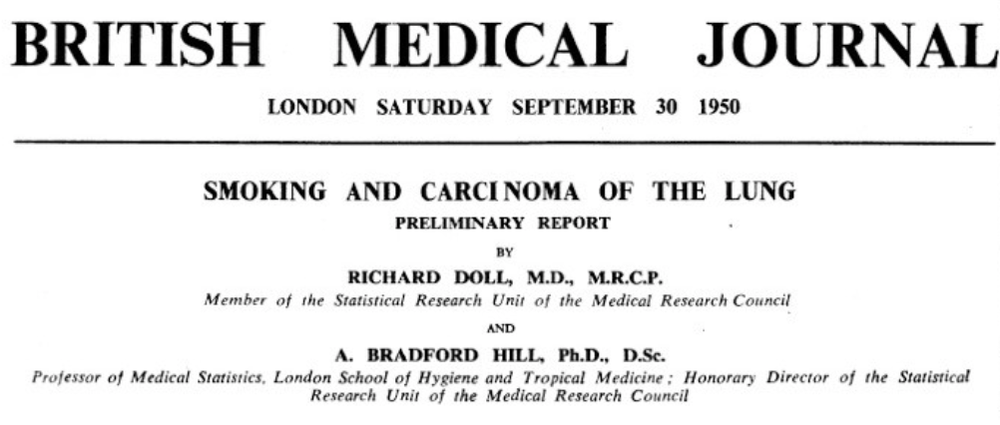 BRITISH MEDICAL JOURNAL
LONDON SATURDAY SEPTEMBER 30 1950
SMOKING AND CARCINOMA OF THE LUNG
PRELIMINARY REPORT
BY
RICHARD DOLL, M.D., M.R.C.P.
Member of the Statistical Research Unit of the Medical Research Council
AND
A. BRADFORD HILL, Ph.D., D.Sc.
Professor of Medical Statistics, London School of Hygiene and Tropical Medicine ; Honorary Director of the Statistical
Research Unit of the Medical Research Council